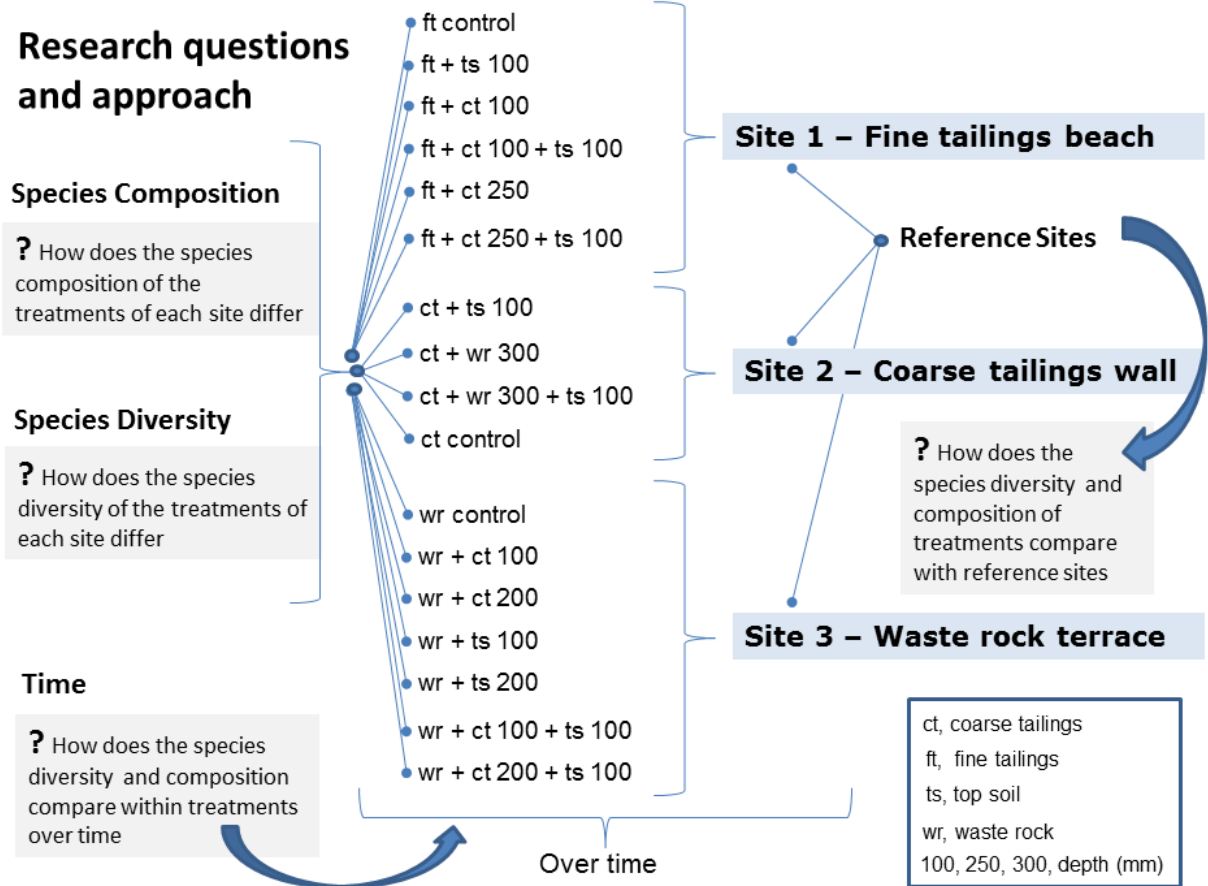 Research questions
and approach
Species Composition
? How does the species
composition of the
treatments of each site differ
Species Diversity
? How does the species
diversity of the treatments of
each site differ
Time
? How does the species
diversity and composition
compare within treatments
over time
ft control
ft + ts 100
ft + ct 100
ft + ct 100 + ts 100
ft + ct 250
ft + ct 250 + ts 100
ct + ts 100
ct + wr 300
ct + wr 300 + ts 100
ct control
wr control
wr + ct 100
wr + ct 200
wr + ts 100
wr + ts 200
wr + ct 100 + ts 100
wr + ct 200 + ts 100
Over time
Site 1 – Fine tailings beach
Reference Sites
Site 2 – Coarse tailings wall
? How does the
species diversity and
composition of
treatments compare
with reference sites
Site 3 – Waste rock terrace
ct, coarse tailings
ft, fine tailings
ts, top soil
wr, waste rock
100, 250, 300, depth (mm)